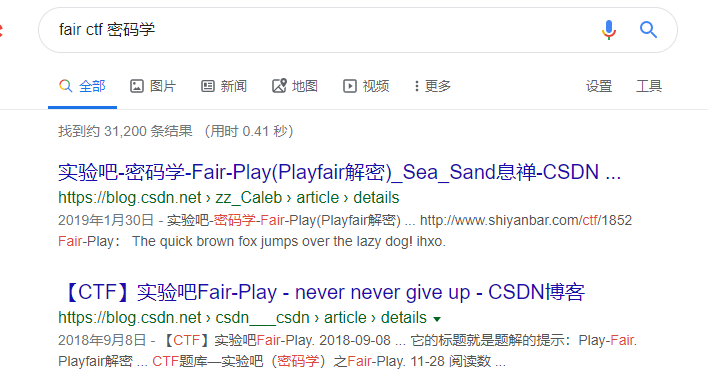 fair ctf 密码学
全部 图片 新闻 地图 视频 更多 设置 工具
找到约 31,200 条结果 （用时 0.41 秒）
实验吧-密码学-Fair-Play(Playfair解密)_Sea_Sand息禅-CSDN ...
https://blog.csdn.net › zz_Caleb › article › details
2019年1月30日 - 实验吧-密码学-Fair-Play(Playfair解密) ... http://www.shiyanbar.com/ctf/1852
Fair-Play： The quick brown fox jumps over the lazy dog! ihxo.
【CTF】实验吧Fair-Play - never never give up - CSDN博客
https://blog.csdn.net › csdn___csdn › article › details
2018年9月8日 - 【CTF】实验吧Fair-Play. 2018-09-08 ... 它的标题就是题解的提示：Play-Fair.
Playfair解密 ... CTF题库—实验吧（密码学）之Fair-Play. 11-28 阅读数 ...